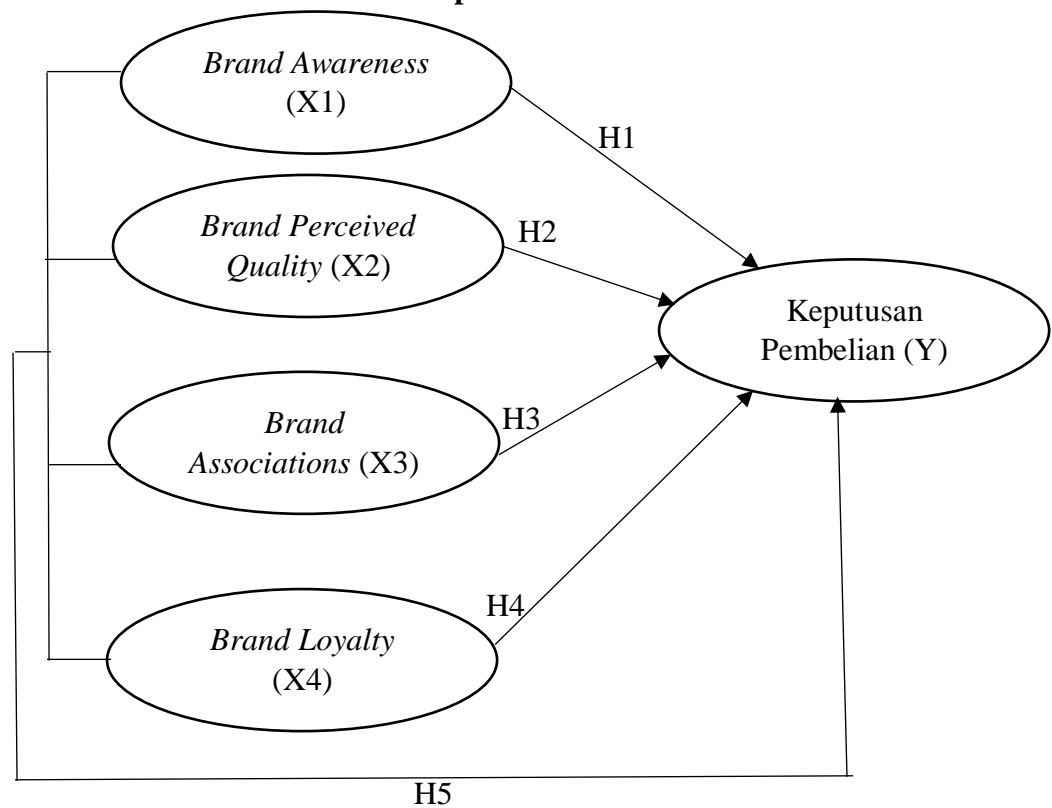 Brand Awareness
(X1)
H1
Brand Perceived
Quality (X2)
H2
Keputusan
Pembelian (Y)
Brand
Associations (X3)
H3
H4
Brand Loyalty
(X4)
H5